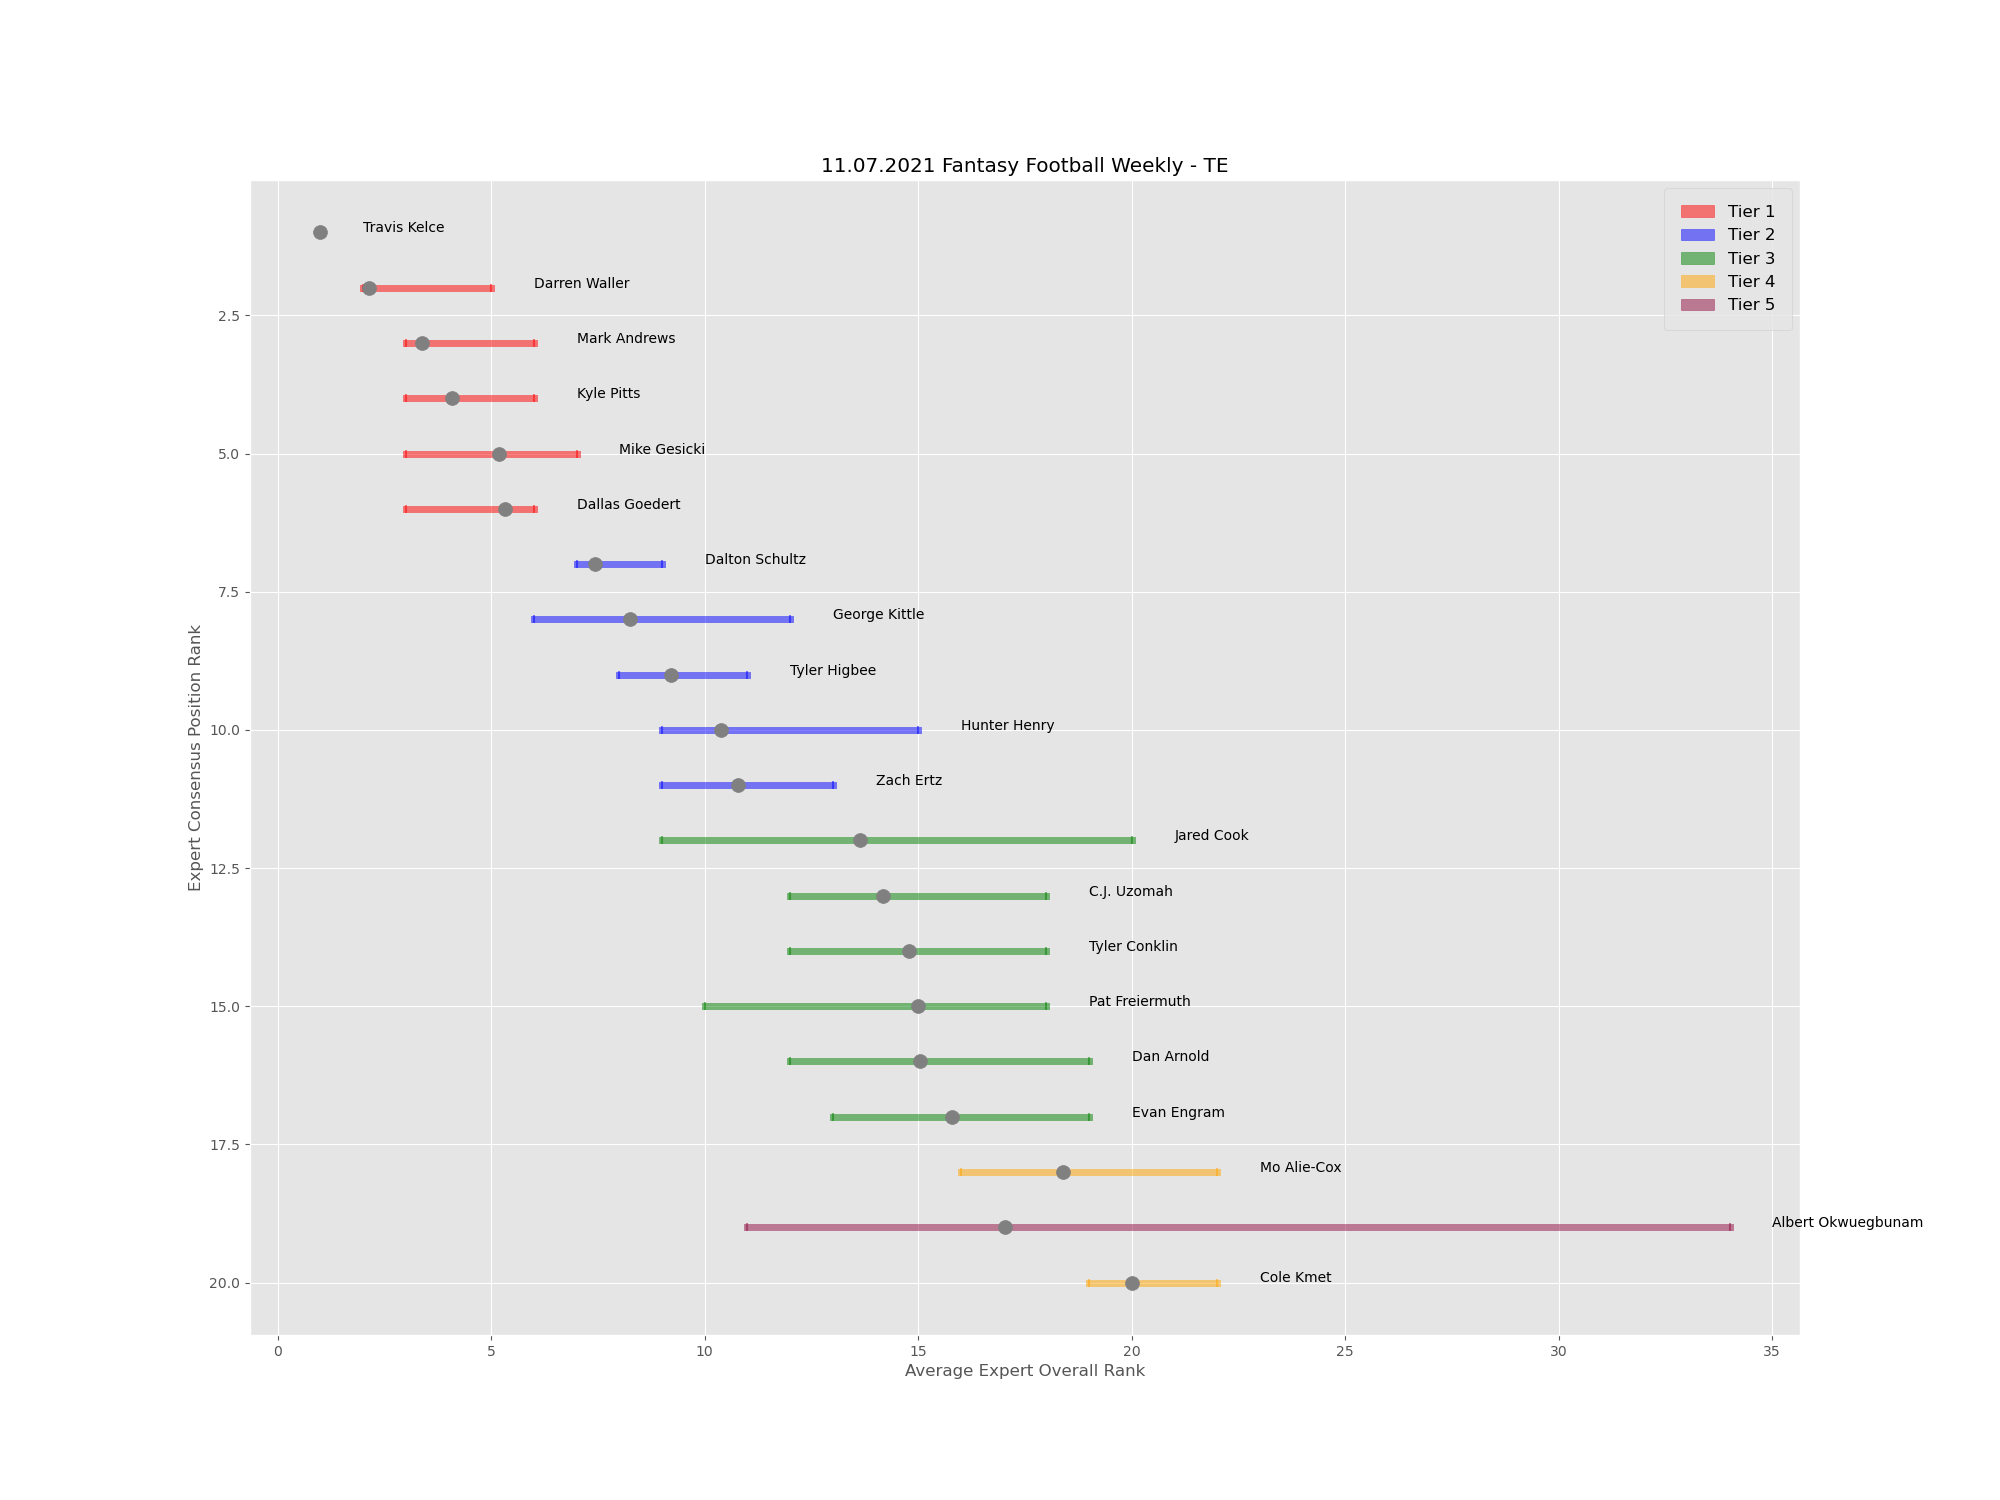 11.07.2021 Fantasy Football Weekly - TE
Tier 1
Tier 2
Tier 3
Tier 4
Tier 5
Travis Kelce
Darren Waller
2.5
Mark Andrews
Kyle Pitts
Mike Gesicki
5.0
Dallas Goedert
Dalton Schultz
7.5
George Kittle
Tyler Higbee
Hunter Henry
10.0
Zach Ertz
Jared Cook
12.5
C.J. Uzomah
Tyler Conklin
Pat Freiermuth
15.0
Dan Arnold
Evan Engram
17.5
Mo Alie-Cox
Albert Okwuegbunam
Cole Kmet
20.0
Expert Consensus Position Rank
0 5 10 15 20 25 30 35
Average Expert Overall Rank